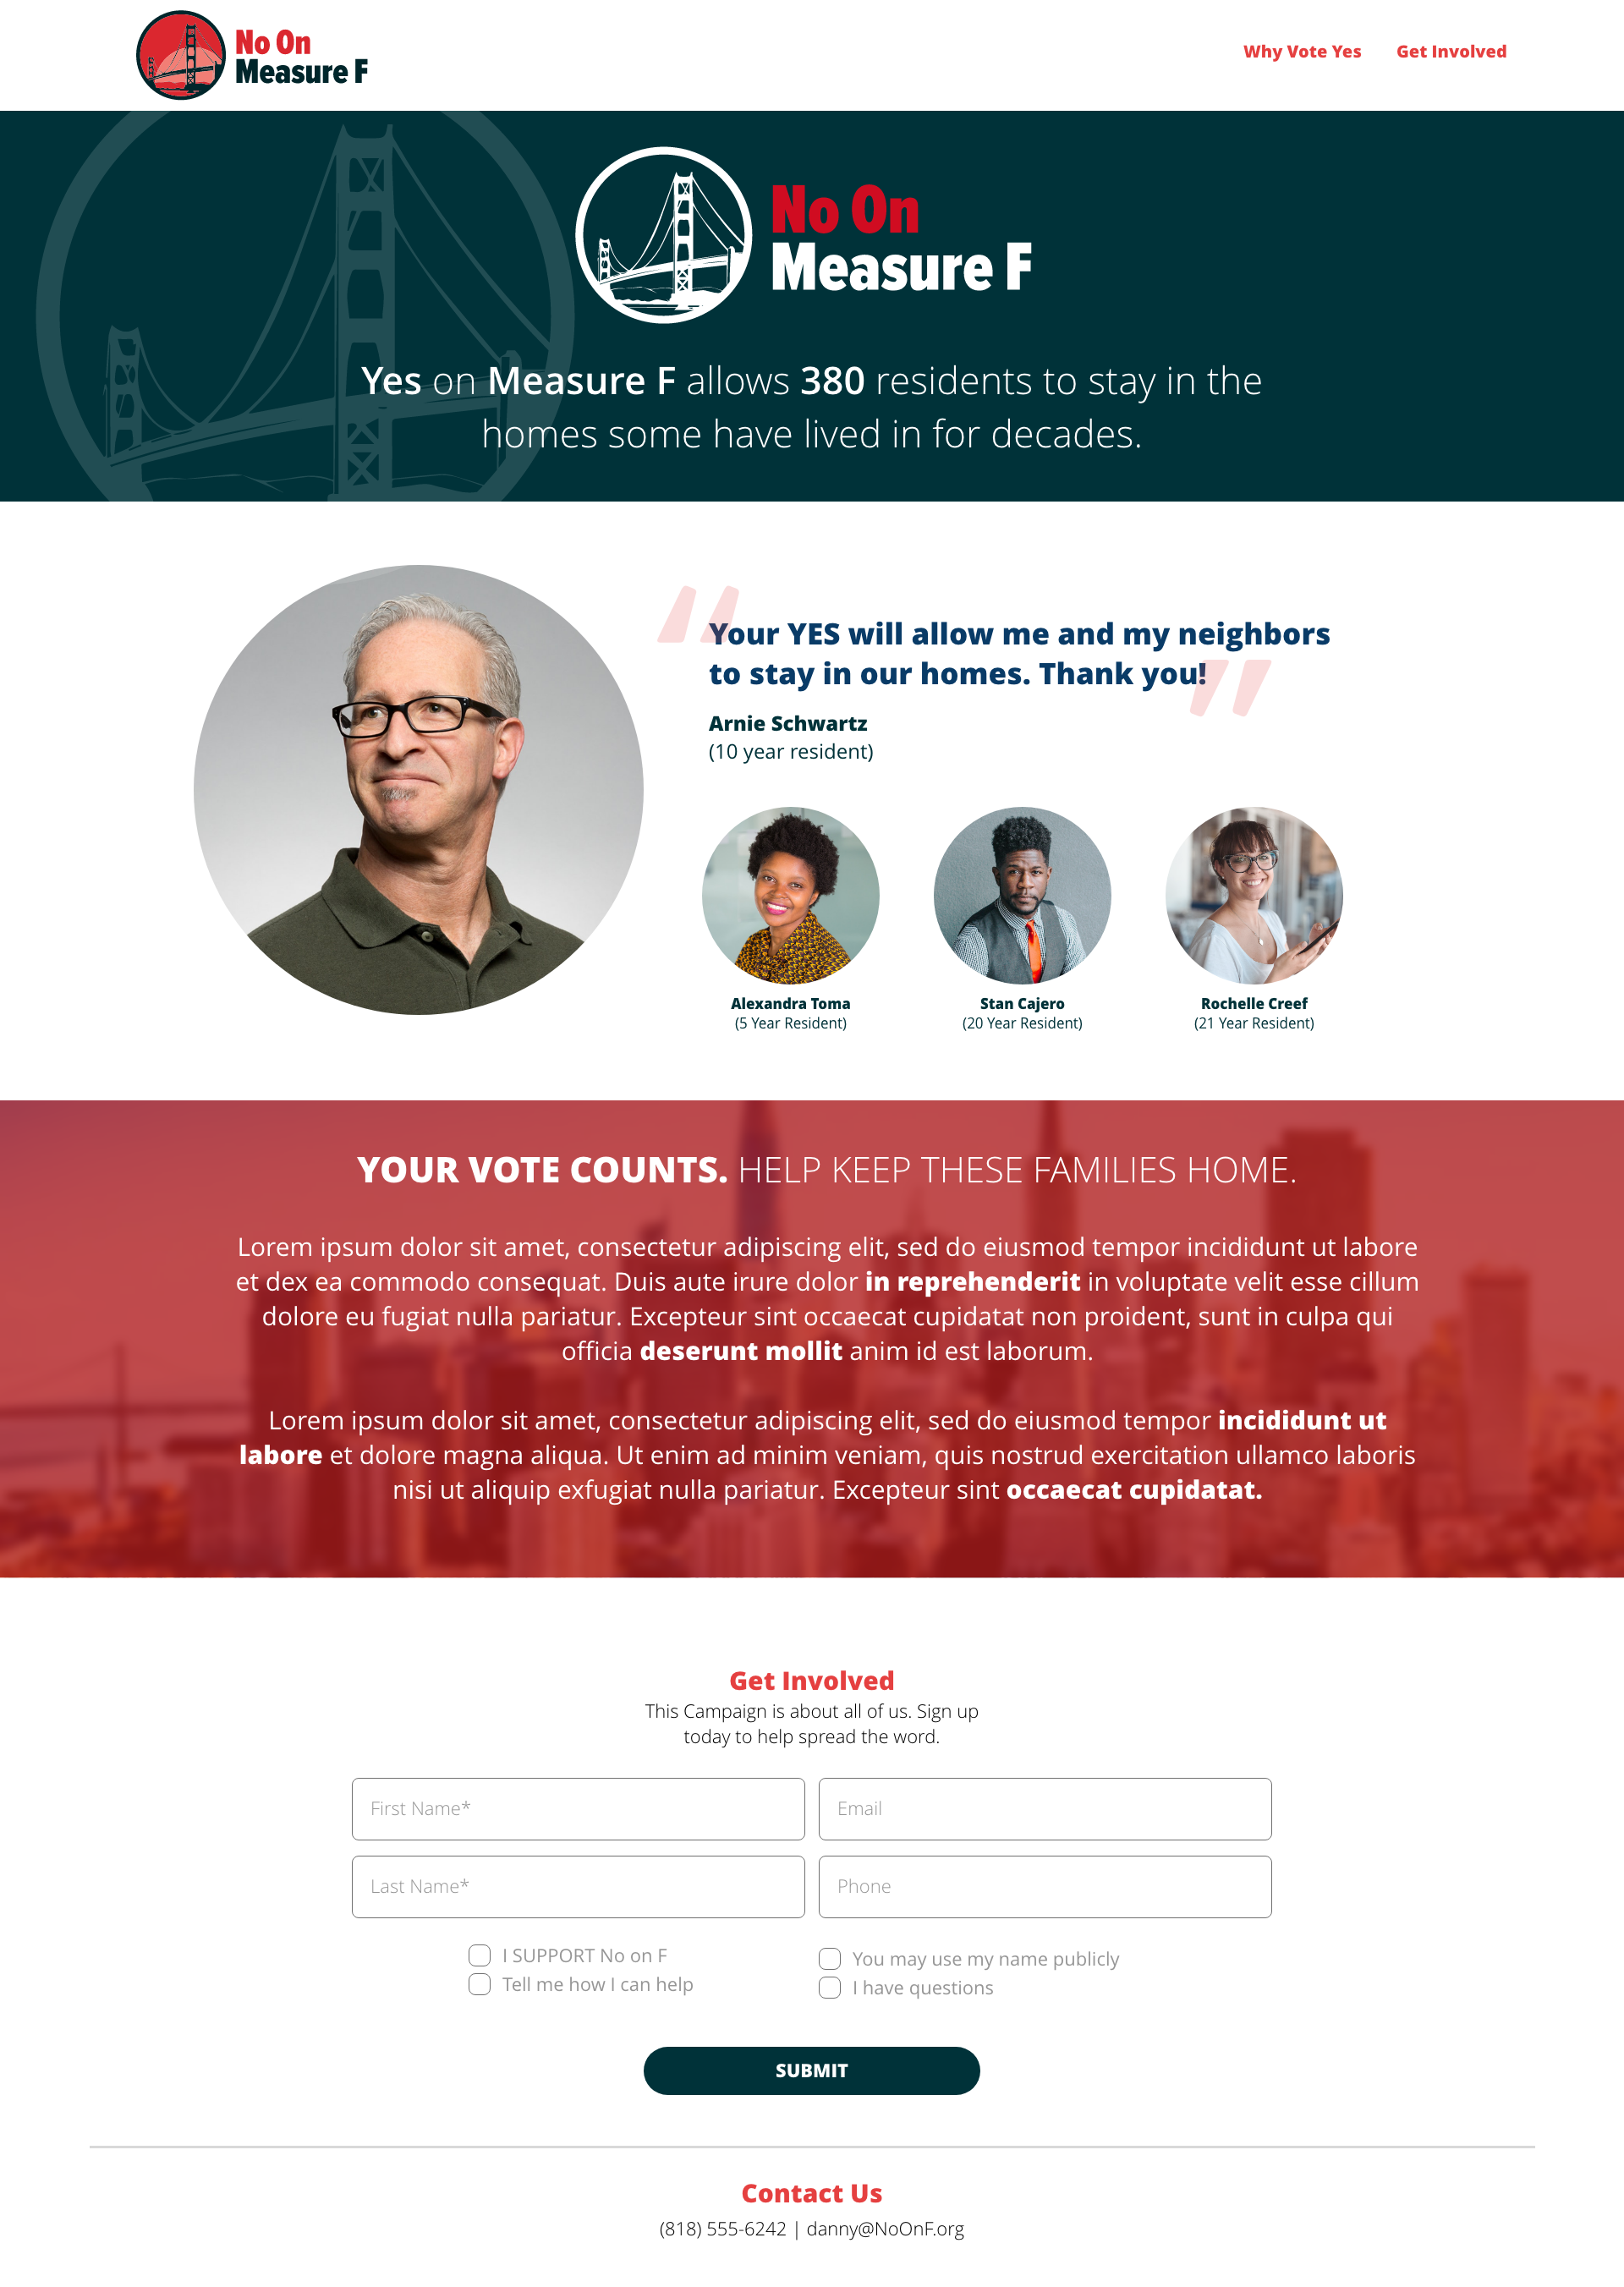 No On
Measure F
Why Vote Yes
Get Involved
No On
Measure F
Yes on Measure F allows 380 residents to stay in the
homes some have lived in for decades.
“Your YES will allow me and my neighbors
to stay in our homes. Thank you!”
Arnie Schwartz
(10 year resident)
Alexandra Toma
(5 Year Resident)
Stan Cajero
(20 Year Resident)
Rochelle Creef
(21 Year Resident)
YOUR VOTE COUNTS. HELP KEEP THESE FAMILIES HOME.
Lorem ipsum dolor sit amet, consectetur adipiscing elit, sed do eiusmod tempor incididunt ut labore
et dex ea commodo consequat. Duis aute irure dolor in reprehenderit in voluptate velit esse cillum
dolore eu fugiat nulla pariatur. Excepteur sint occaecat cupidatat non proident, sunt in culpa qui
officia deserunt mollit anim id est laborum.
Lorem ipsum dolor sit amet, consectetur adipiscing elit, sed do eiusmod tempor incididunt ut
labore et dolore magna aliqua. Ut enim ad minim veniam, quis nostrud exercitation ullamco laboris
nisi ut aliquip exfugiat nulla pariatur. Excepteur sint occaecat cupidatat.
Get Involved
This Campaign is about all of us. Sign up
today to help spread the word.
First Name*
Email
Last Name*
Phone
I SUPPORT No on F
Tell me how I can help
You may use my name publicly
I have questions
SUBMIT
Contact Us
(818) 555-6242 | danny@NoOnF.org